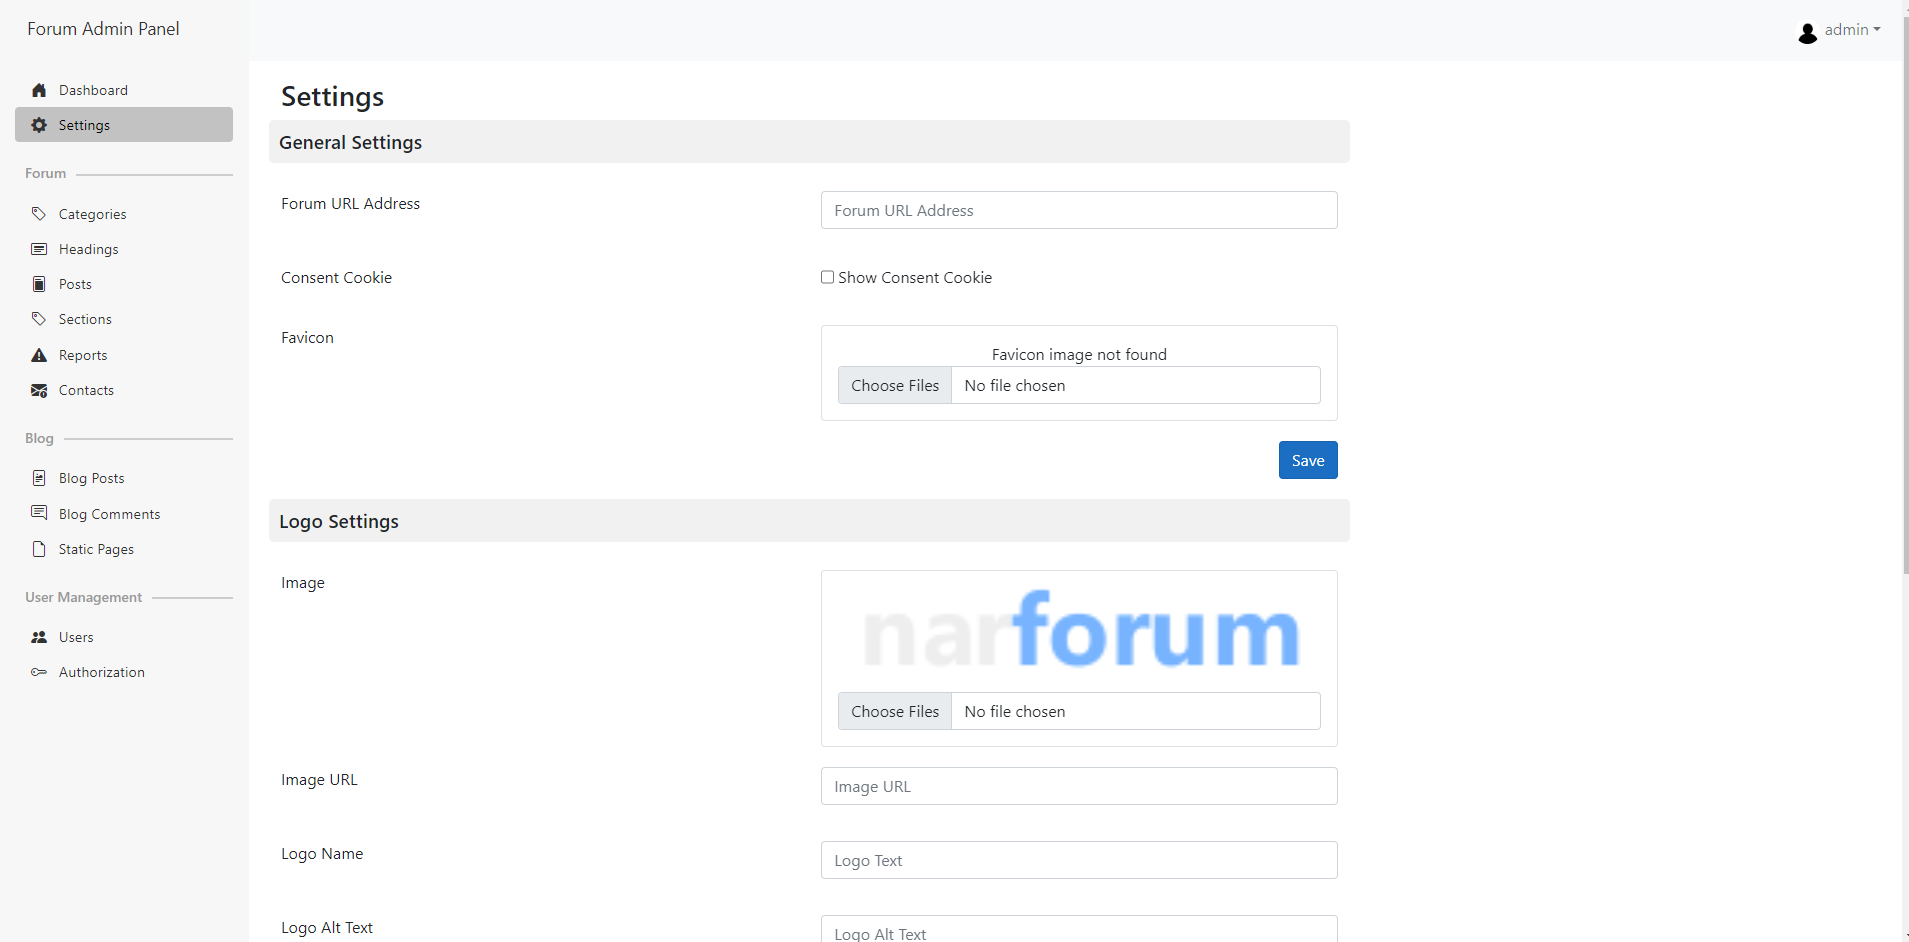 Forum Admin Panel
admin
Dashboard
Settings
Forum
Categories
Headings
Posts
Sections
Reports
Contacts
Blog
Blog Posts
Blog Comments
Static Pages
User Management
Users
Authorization
Settings
General Settings
Forum URL Address
Forum URL Address
Consent Cookie
Show Consent Cookie
Favicon
Favicon image not found
Choose Files No file chosen
Save
Logo Settings
Image
narforum
Choose Files No file chosen
Image URL
Image URL
Logo Name
Logo Text
Logo Alt Text
Logo Alt Text